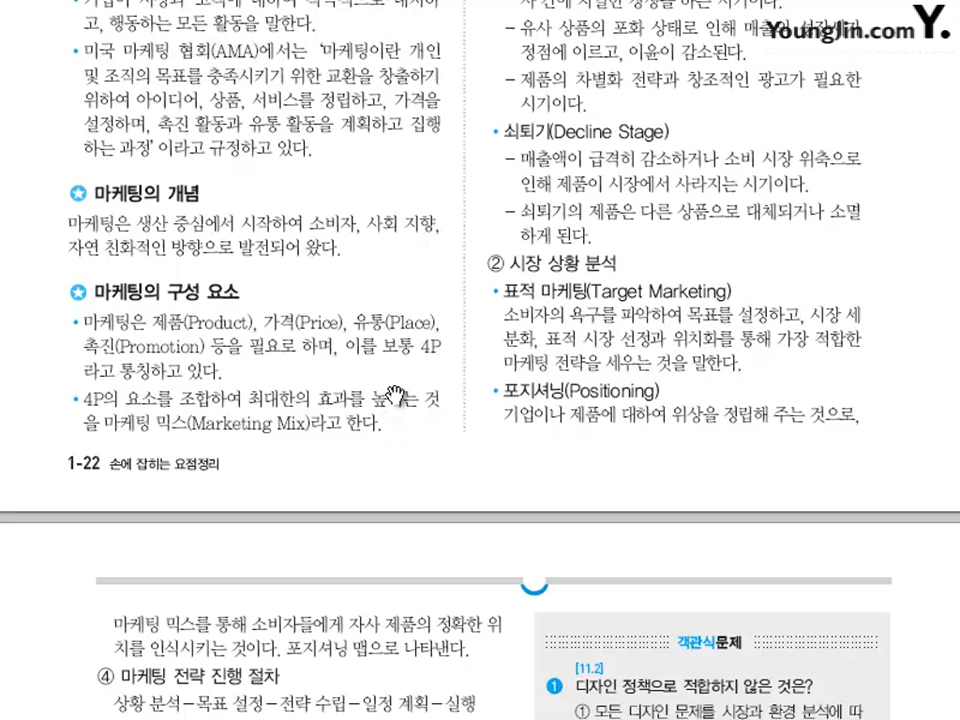 고, 행동하는 모든 활동을 말한다.
• 미국 마케팅 협회(AMA)에서는 ‘마케팅이란 개인
및 조직의 목표를 충족시키기 위한 교환을 창출하기
위하여 아이디어, 상품, 서비스를 정립하고, 가격을
설정하며, 촉진 활동과 유통 활동을 계획하고 집행
하는 과정’이라고 규정하고 있다.
마케팅의 개념
마케팅은 생산 중심에서 시작하여 소비자, 사회 지향,
자연 친화적인 방향으로 발전되어 왔다.
마케팅의 구성 요소
• 마케팅은 제품(Product), 가격(Price), 유통(Place),
촉진(Promotion) 등을 필요로 하며, 이를 보통 4P
라고 통칭하고 있다.
• 4P의 요소를 조합하여 최대한의 효과를 높 는 것
을 마케팅 믹스(Marketing Mix)라고 한다.
1-22 손에 잡히는 요점정리
Younglin.com Y.
– 유사 상품의 포화 상태로 인해
정점에 이르고, 이윤이 감소된다.
– 제품의 차별화 전략과 창조적인 광고가 필요한
시기이다.
• 쇠퇴기(Decline Stage)
– 매출액이 급격히 감소하거나 소비 시장 위축으로
인해 제품이 시장에서 사라지는 시기이다.
– 쇠퇴기의 제품은 다른 상품으로 대체되거나 소멸
하게 된다.
② 시장 상황 분석
• 표적 마케팅(Target Marketing)
소비자의 욕구를 파악하여 목표를 설정하고, 시장 세
분화, 표적 시장 선정과 위치화를 통해 가장 적합한
마케팅 전략을 세우는 것을 말한다.
• 포지셔닝(Positioning)
기업이나 제품에 대하여 위상을 정립해 주는 것으로,
마케팅 믹스를 통해 소비자들에게 자사 제품의 정확한 위
치를 인식시키는 것이다. 포지셔닝 맵으로 나타낸다.
④ 마케팅 전략 진행 절차
상황 분석–목표 설정–전략 수립–일정 계획–실행
객관식문제
[11.2]
1 디자인 정책으로 적합하지 않은 것은?
① 모든 디자인 문제를 시장과 환경 분석에 따